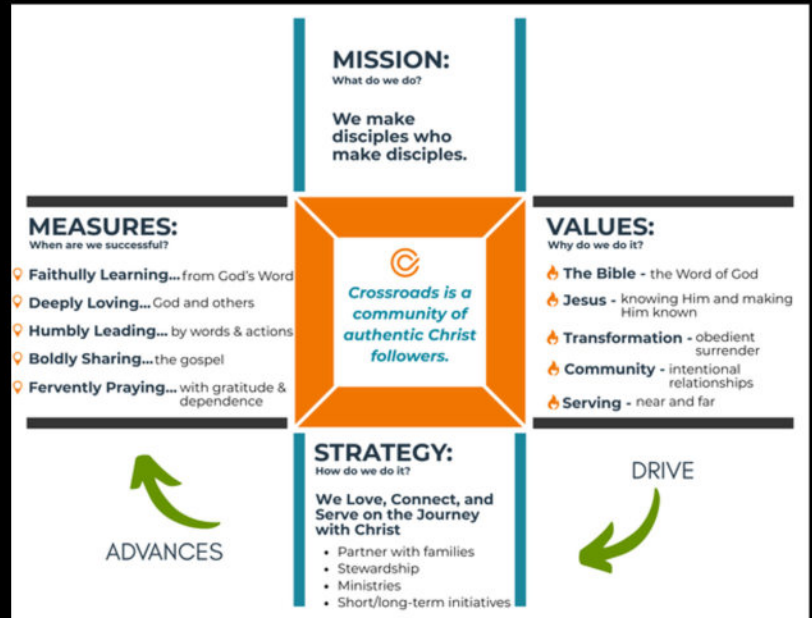 MISSION:
What do we do?
We make
disciples who
make disciples.
MEASURES:
When are we successful?
Faithfully Learning... from God's Word
Deeply Loving... God and others
Humbly Leading... by words & actions
Boldly Sharing... the gospel
Fervently Praying... with gratitude &
dependence
Crossroads is a
community of
authentic Christ
followers.
VALUES:
Why do we do it?
The Bible - the Word of God
Jesus - knowing Him and making
Him known
Transformation - obedient
surrender
Community - intentional
relationships
Serving - near and far
STRATEGY:
How do we do it?
We Love, Connect, and
Serve on the Journey
with Christ
• Partner with families
• Stewardship
• Ministries
• Short/long-term initiatives
ADVANCES
DRIVE